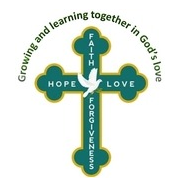 Growing and learning together in God's love
FAITH
HOPE LOVE
FORGIVENESS